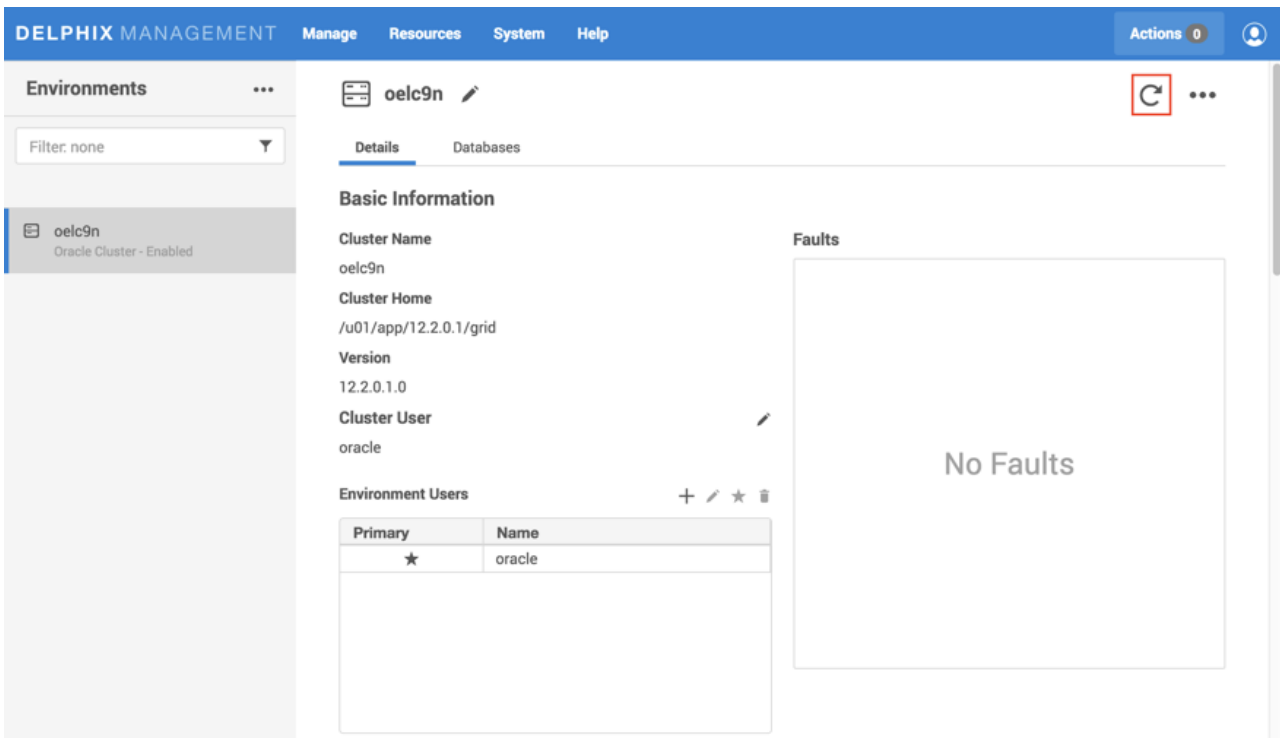 DELPHIX MANAGEMENT Manage Resources System Help Actions 0
Environments
Filter: none
oelc9n
Oracle Cluster - Enabled
oelc9n
Details Databases
Basic Information
Cluster Name
oelc9n
Cluster Home
/u01/app/12.2.0.1/grid
Version
12.2.0.1.0
Cluster User
oracle
Environment Users
Primary Name
oracle
Faults
No Faults